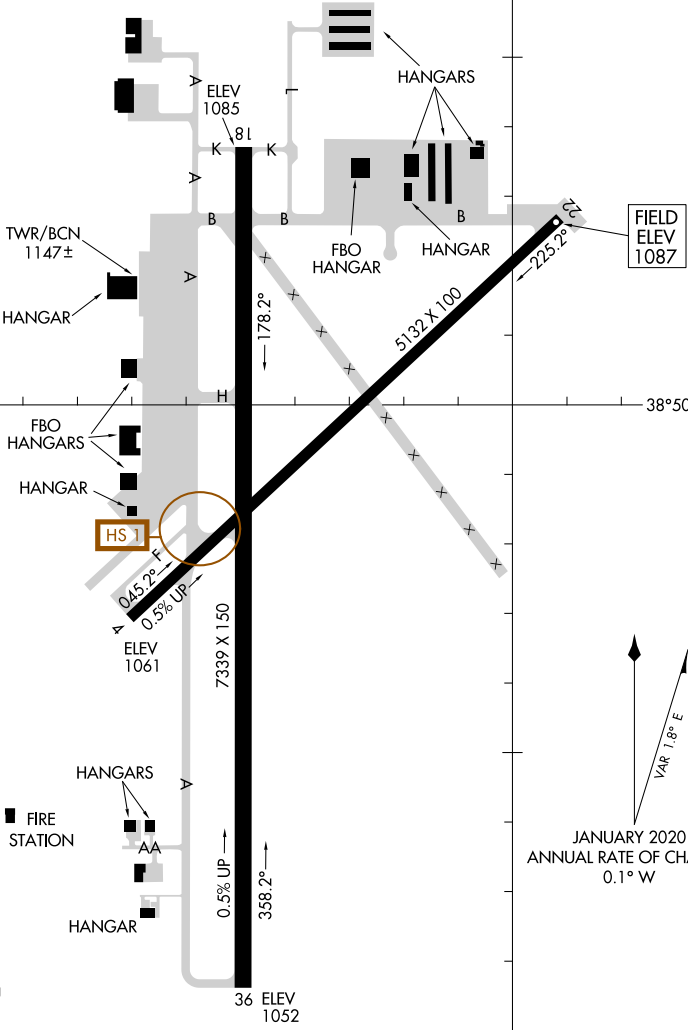 HANGARS
A
ELEV
1085
L
18
K
K
A
B
B
B
22
FBO
HANGAR
HANGAR
FIELD
ELEV
1087
225.2°
TWR/BCN
1147±
A
HANGAR
178.2°
5132 X 100
X
X
X
X
X
X
X
X
X
H
38°50
FBO
HANGARS
HANGAR
HS 1
F
045.2°
0.5% UP
4
ELEV
1061
7339 X 150
VAR 1.8° E
HANGARS
A
FIRE
STATION
AA
JANUARY 2020
ANNUAL RATE OF CHA
0.1° W
0.5% UP
358.2°
HANGAR
36
ELEV
1052